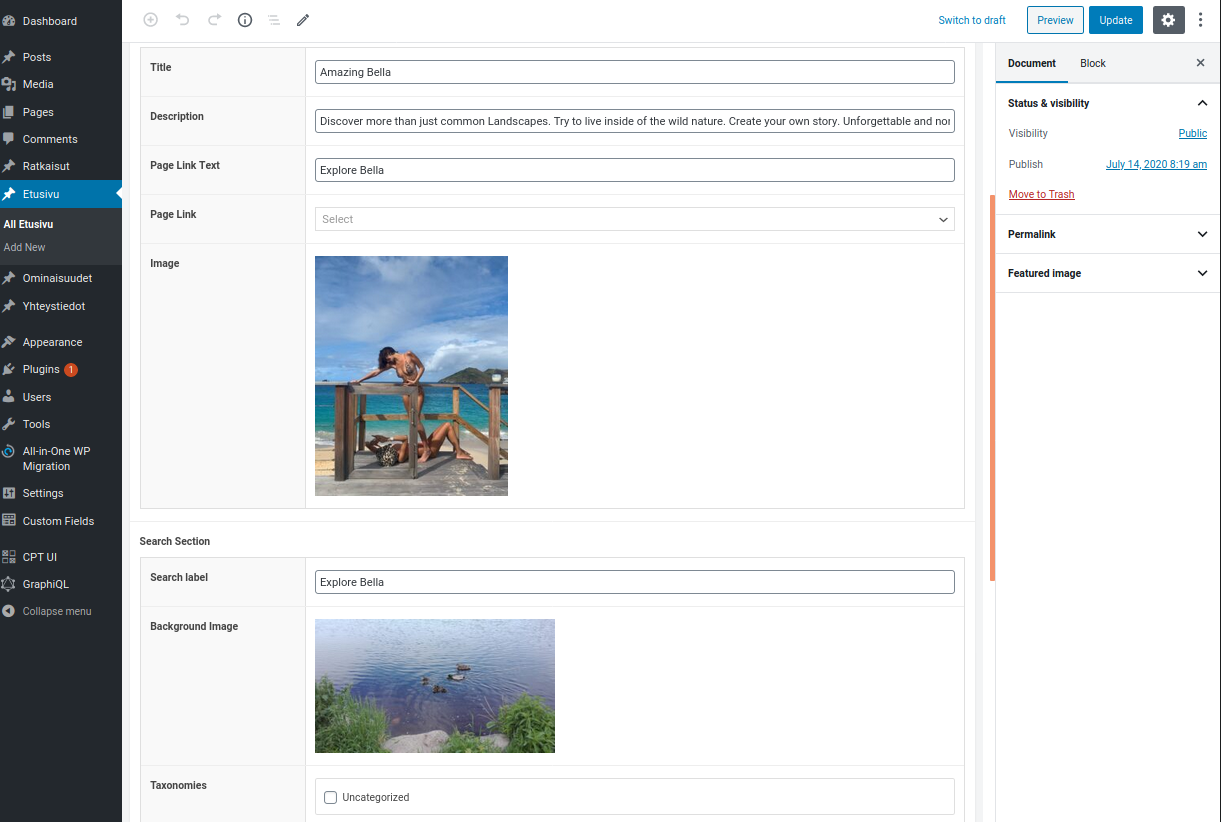 Dashboard
Posts
Media
Pages
Comments
Ratkaisut
Etusivu
All Etusivu
Add New
Ominaisuudet
Yhteystiedot
Appearance
Plugins 1
Users
Tools
All-in-One WP
Migration
Settings
Custom Fields
CPT UI
GraphiQL
Collapse menu
Switch to draft Preview Update
Title Amazing Bella
Description Discover more than just common Landscapes. Try to live inside of the wild nature. Create your own story. Unforgettable and
Page Link Text Explore Bella
Page Link Select
Image
Search Section
Search label Explore Bella
Background Image
Taxonomies Uncategorized
Document Block
Status & visibility
Visibility Public
Publish July 14, 2020 8:19 am
Move to Trash
Permalink
Featured image